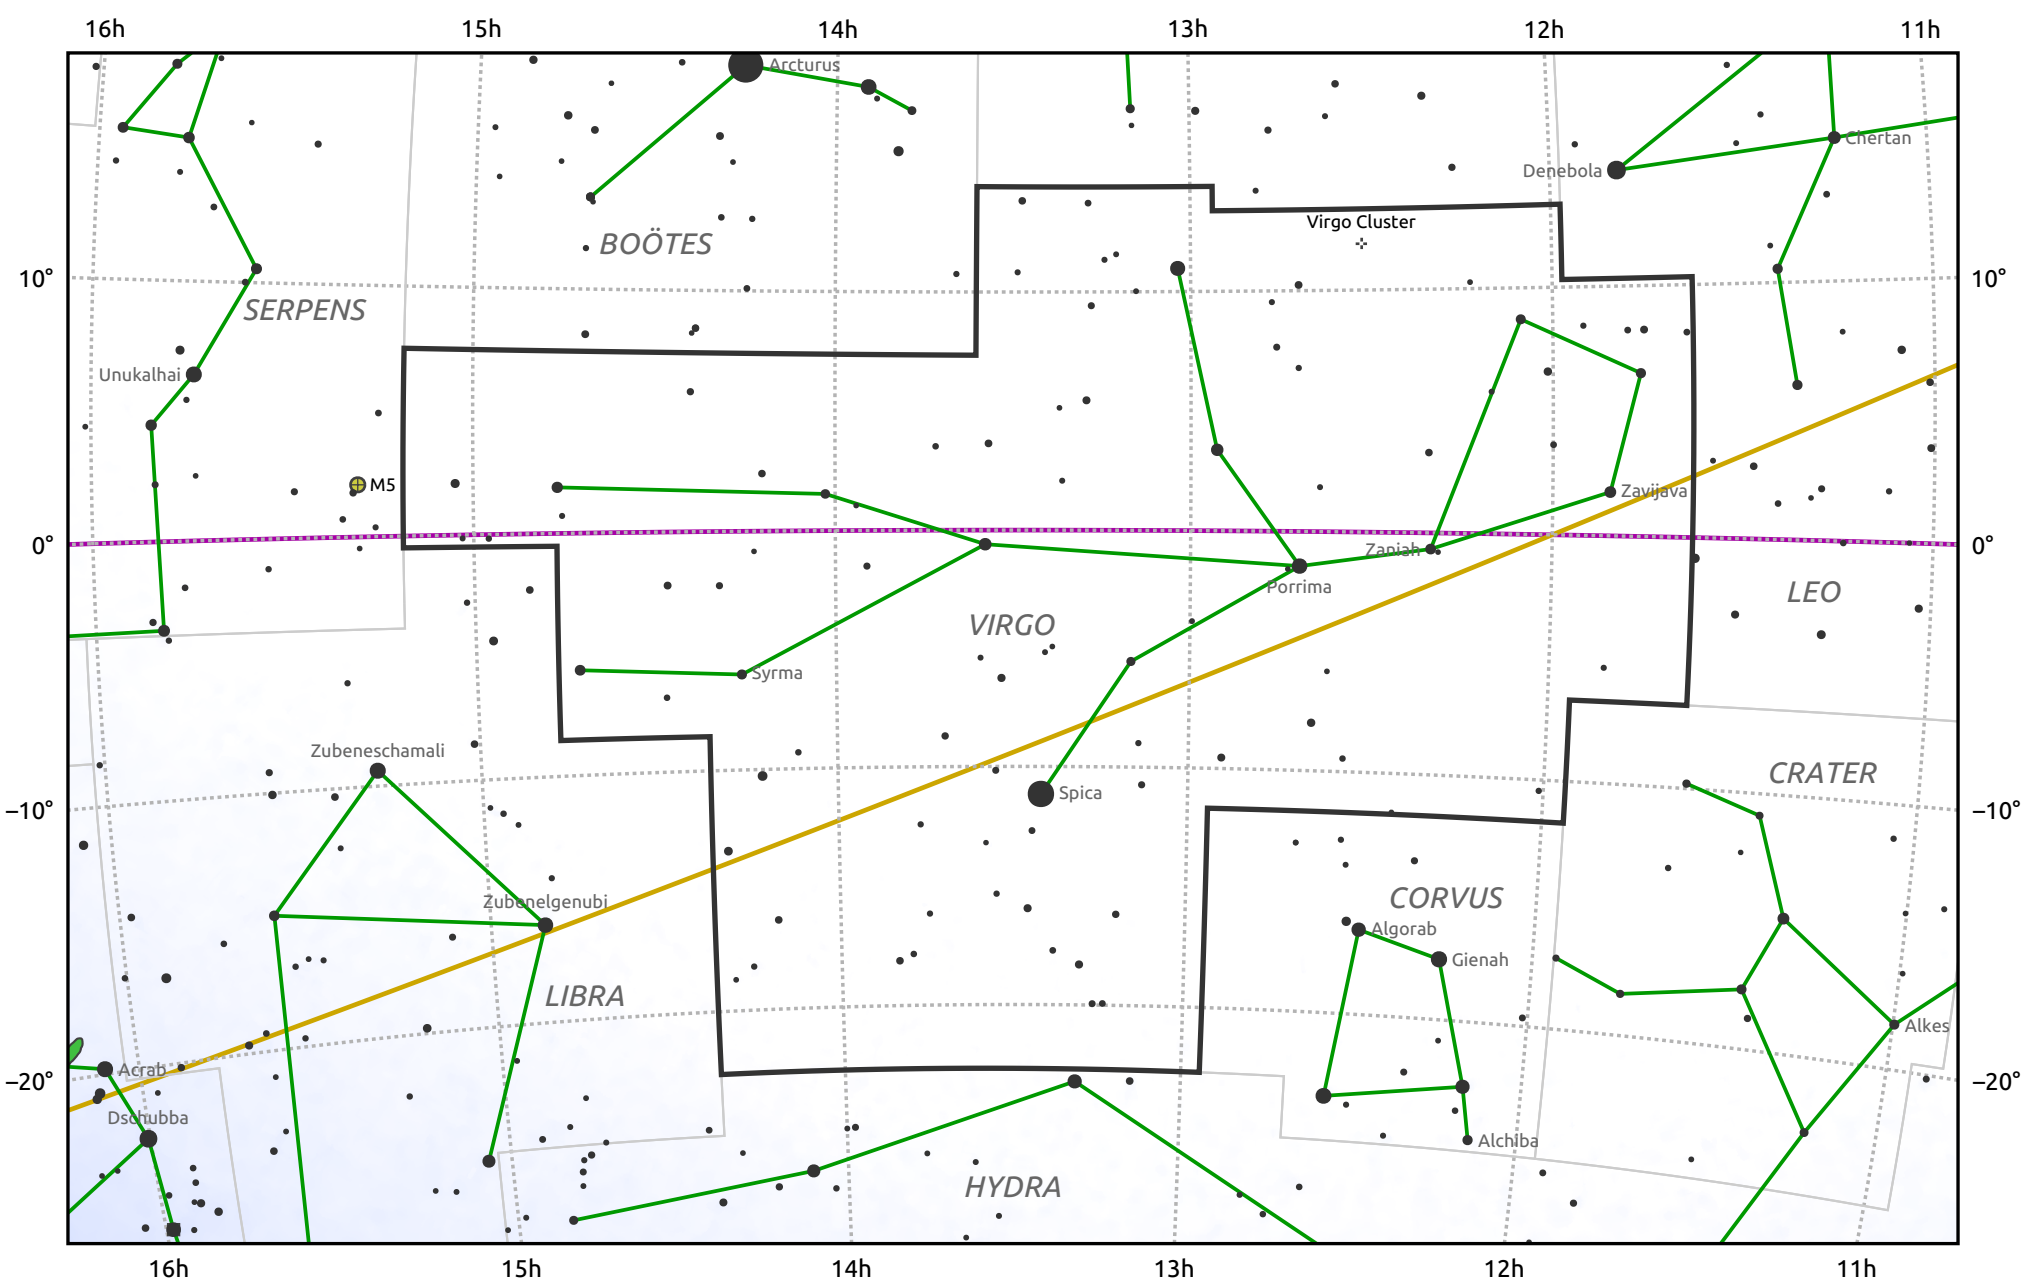 16h 15h 14h 13h 12h 11h
Arcturus
Chertan
Denebola
Virgo Cluster
BOÖTES
10° 10°
SERPENS
Unukalhai
M5
Zavijava
0° 0°
Zaniah
Porrima
LEO
VIRGO
Syrma
Zubeneschamali
CRATER
Spica
−10° −10°
CORVUS
Zubenelgenubi
Algorab
Gienah
LIBRA
Alkes
Acrab
−20° −20°
Dschubba
Alchiba
HYDRA
16h 15h 14h 13h 12h 11h